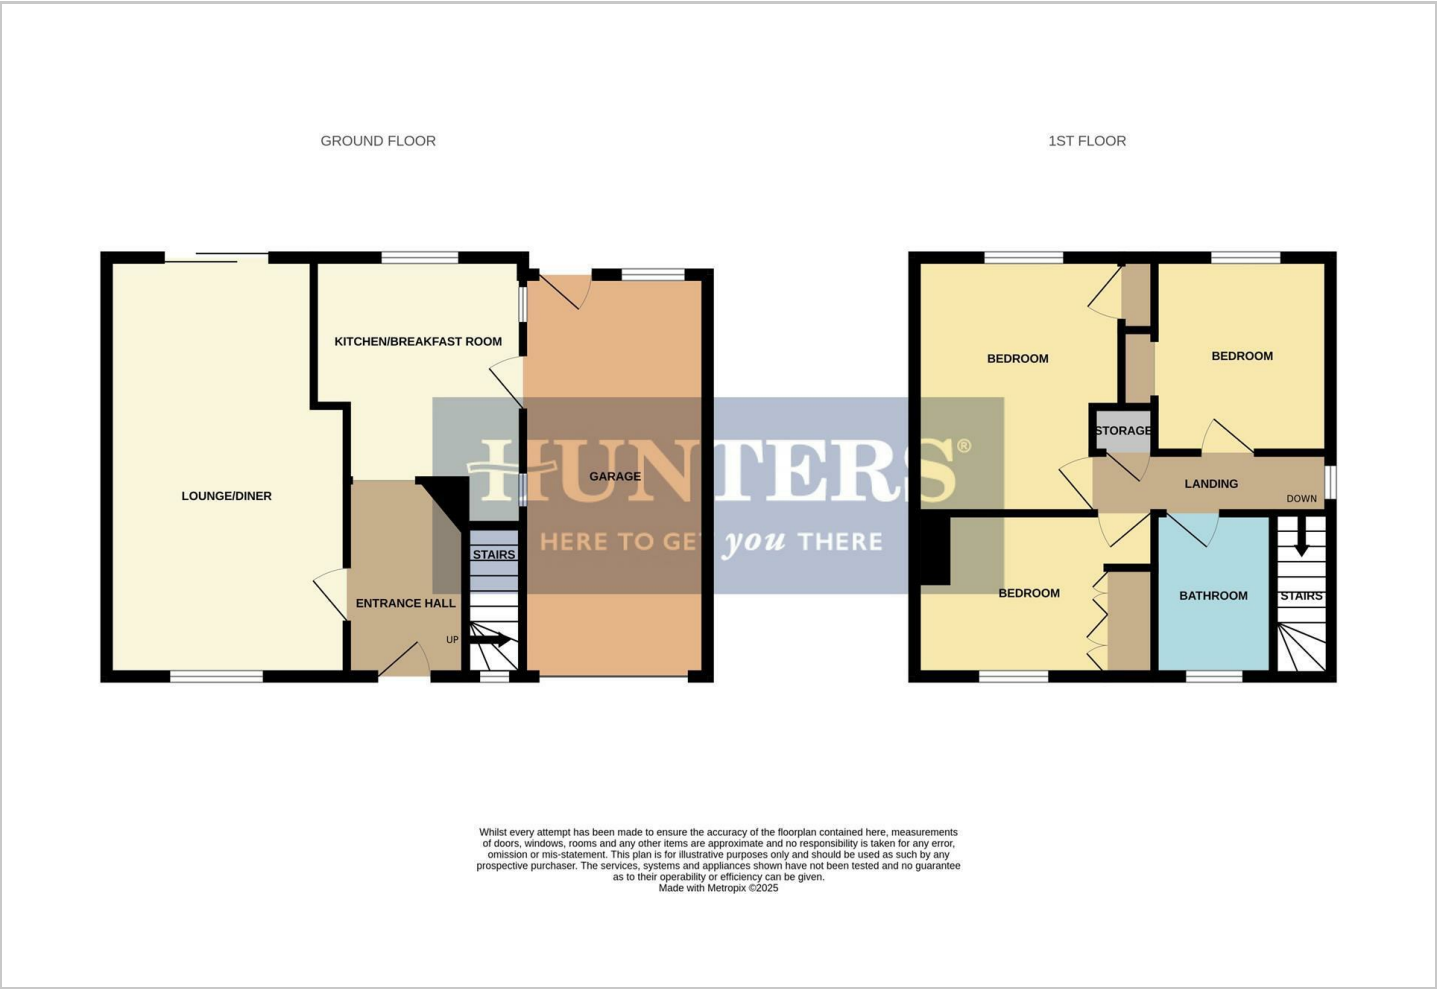 GROUND FLOOR
1ST FLOOR
KITCHEN/BREAKFAST ROOM
LOUNGE/DINER
GARAGE
STAIRS
ENTRANCE HALL
UP
BEDROOM
BEDROOM
STORAGE
LANDING
DOWN
BEDROOM
BATHROOM
STAIRS
HUNTERS®
HERE TO GET you THERE
Whilst every attempt has been made to ensure the accuracy of the floorplan contained here, measurements
of doors, windows, rooms and any other items are approximate and no responsibility is taken for any error,
omission or mis-statement. This plan is for illustrative purposes only and should be used as such by any
prospective purchaser. The services, systems and appliances shown have not been tested and no guarantee
as to their operability or efficiency can be given.
Made with Metropix ©2025